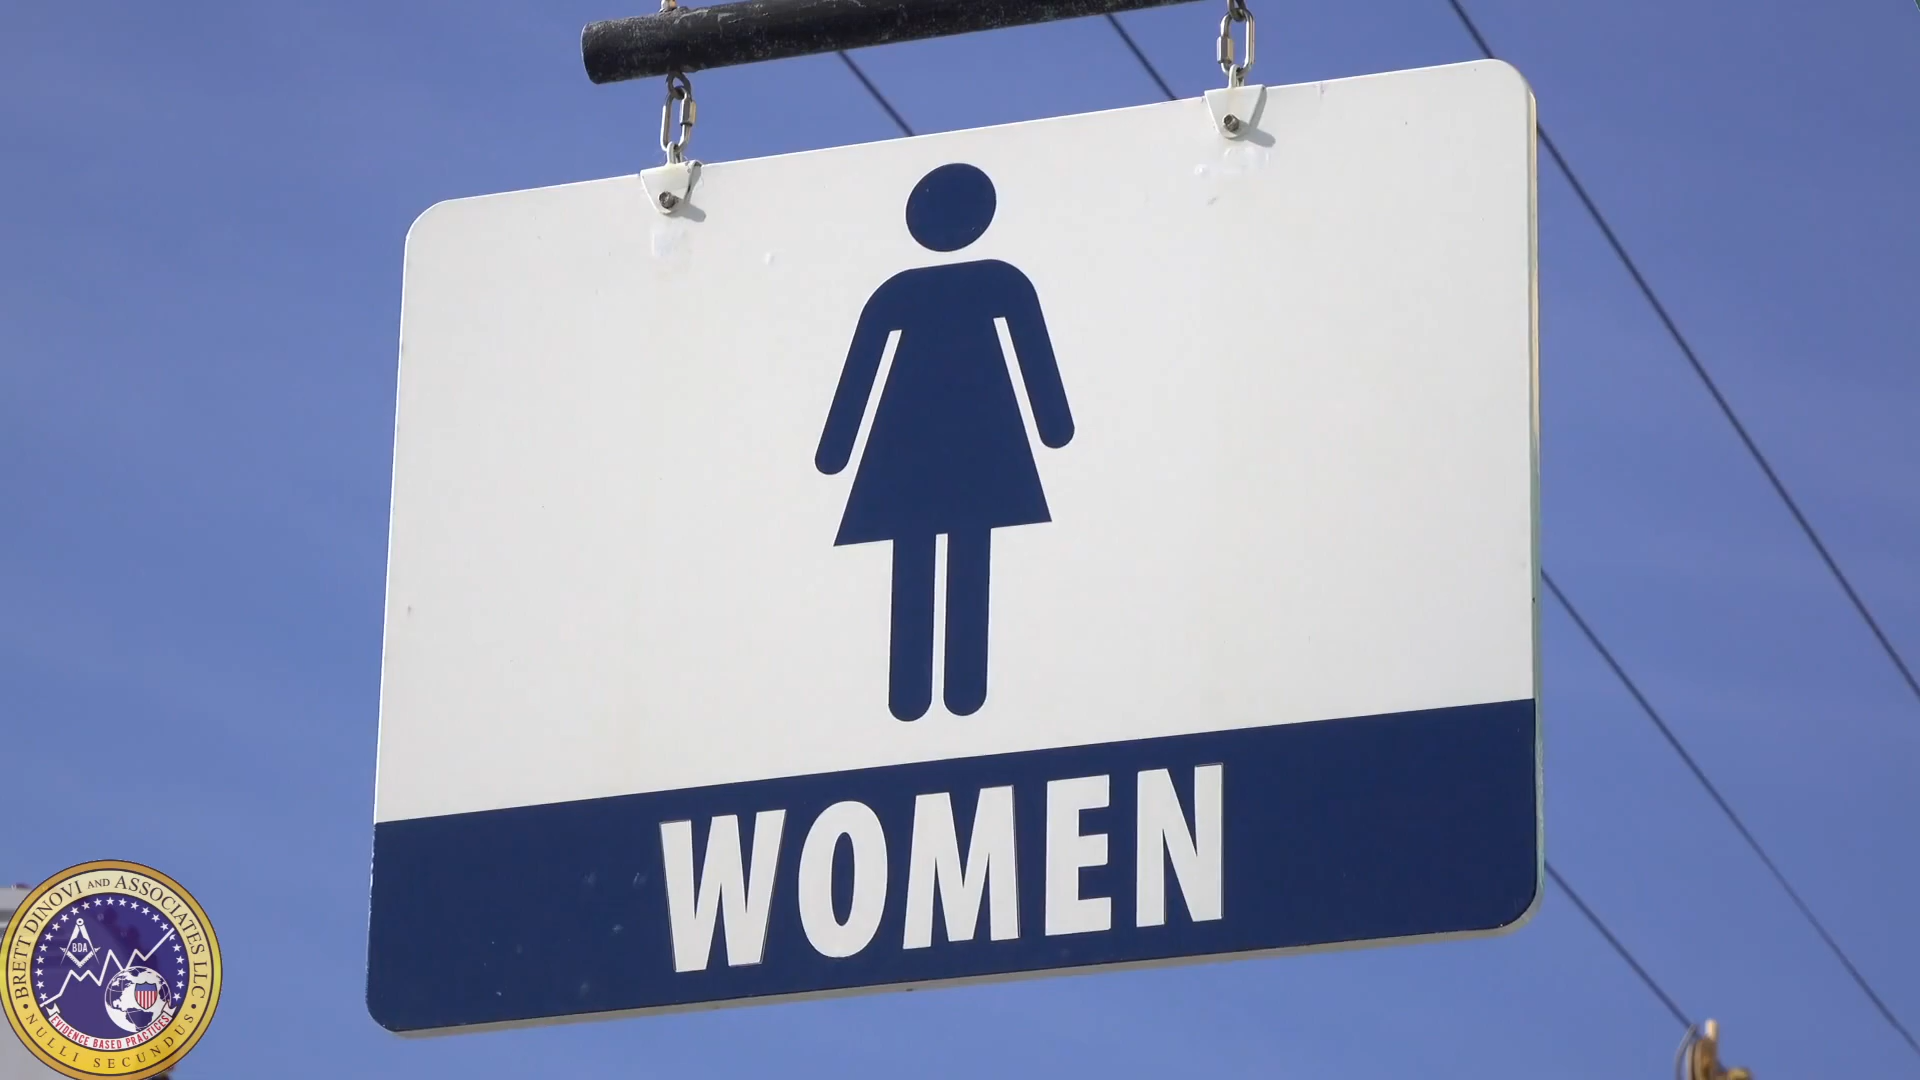 WOMEN
BRETT DINOVI AND ASSOCIATES LLC
BDA
EVIDENCE BASED PRACTICES
NULLI SECUNDUS